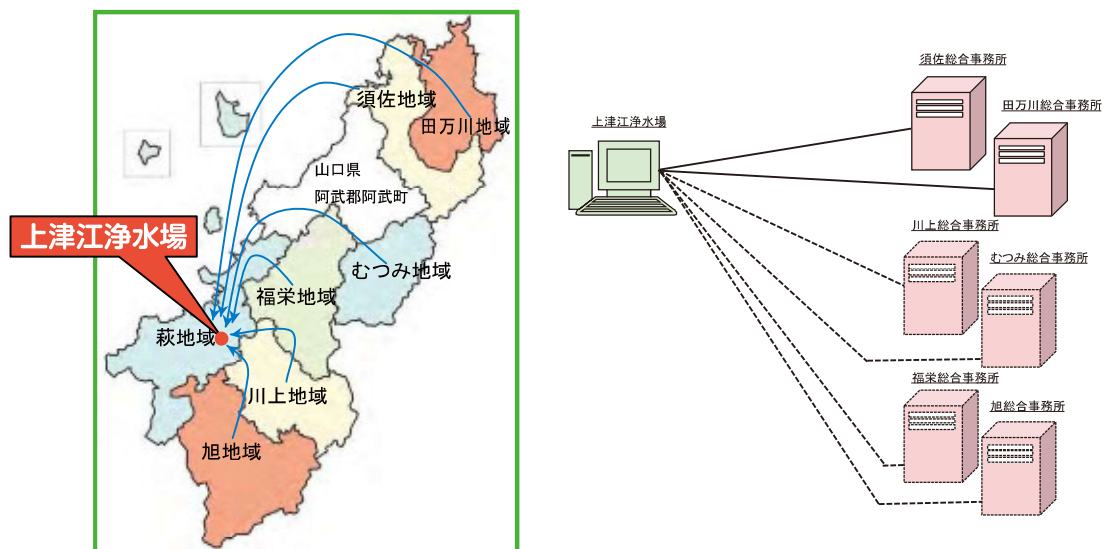 須佐地域
田万川地域
山口県
阿武郡阿武町
上津江浄水場
むつみ地域
福栄地域
萩地域
川上地域
旭地域
須佐総合事務所
田万川総合事務所
上津江浄水場
川上総合事務所
むつみ総合事務所
福栄総合事務所
旭総合事務所